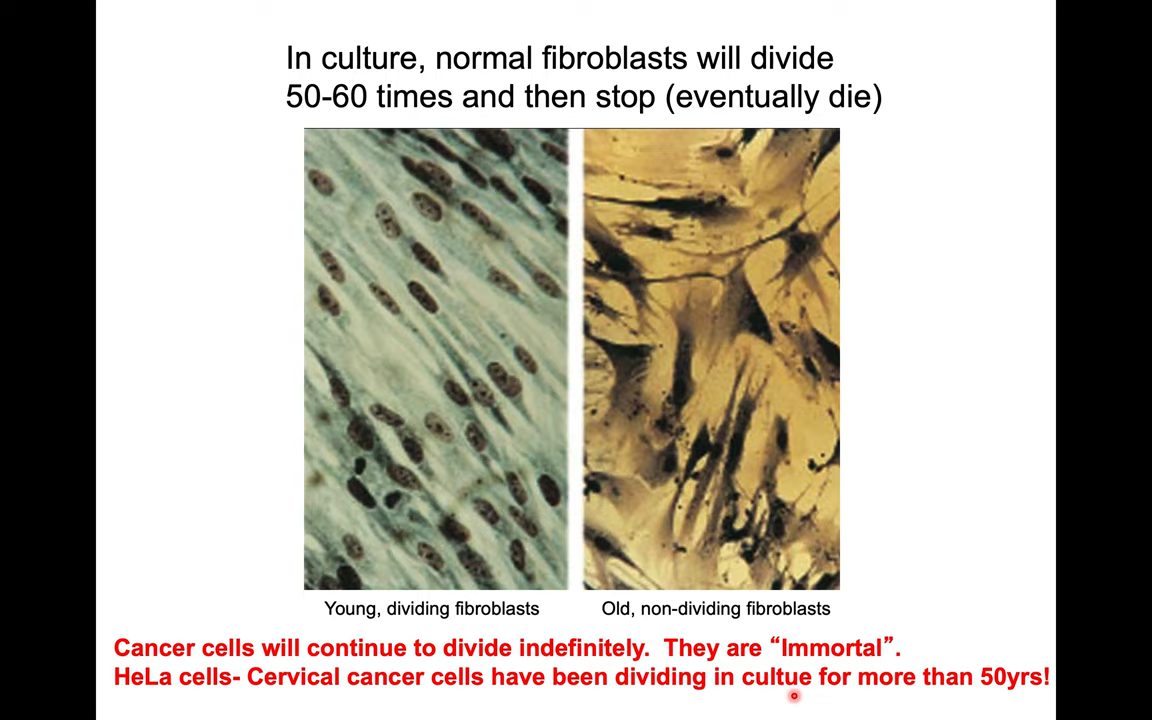 In culture, normal fibroblasts will divide
50-60 times and then stop (eventually die)
Young, dividing fibroblasts
Old, non-dividing fibroblasts
Cancer cells will continue to divide indefinitely.  They are “Immortal”.
HeLa cells- Cervical cancer cells have been dividing in cultue for more than 50yrs!